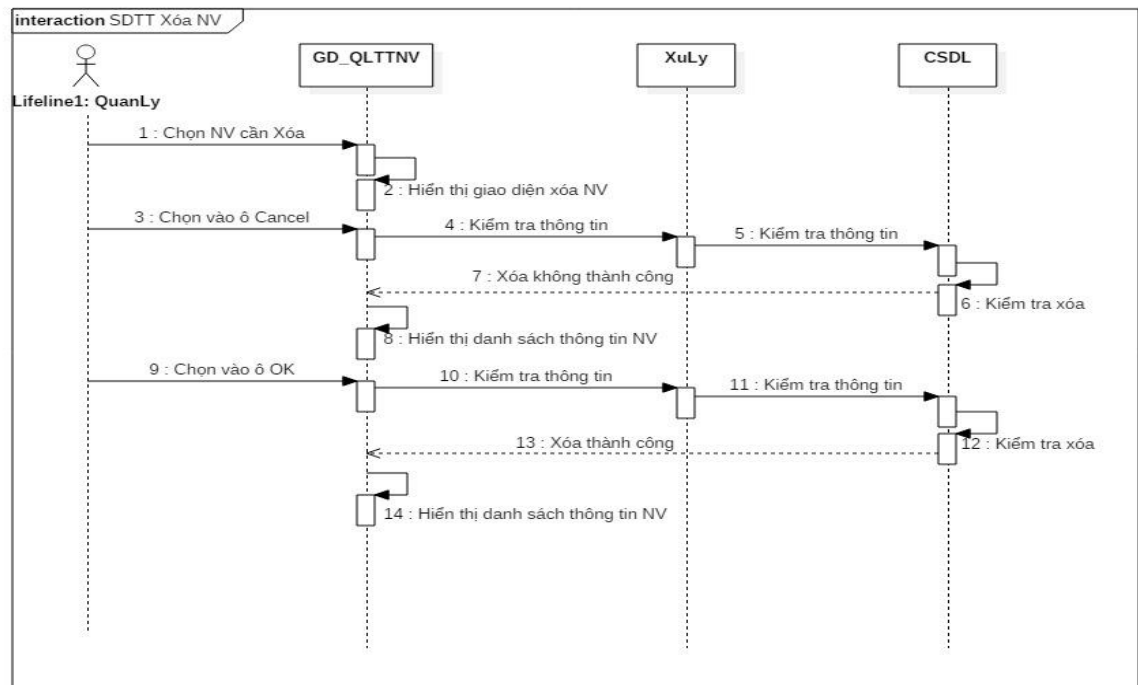 interaction SDTT Xóa NV
GD_QLTTNV
XuLy
CSDL
Lifeline1: QuanLy
1 : Chọn NV cần Xóa
2 : Hiển thị giao diện xóa NV
3 : Chọn vào ô Cancel
4 : Kiểm tra thông tin
5 : Kiểm tra thông tin
7 : Xóa không thành công
6 : Kiểm tra xóa
8 : Hiển thị danh sách thông tin NV
9 : Chọn vào ô OK
10 : Kiểm tra thông tin
11 : Kiểm tra thông tin
13 : Xóa thành công
12 : Kiểm tra xóa
14 : Hiển thị danh sách thông tin NV